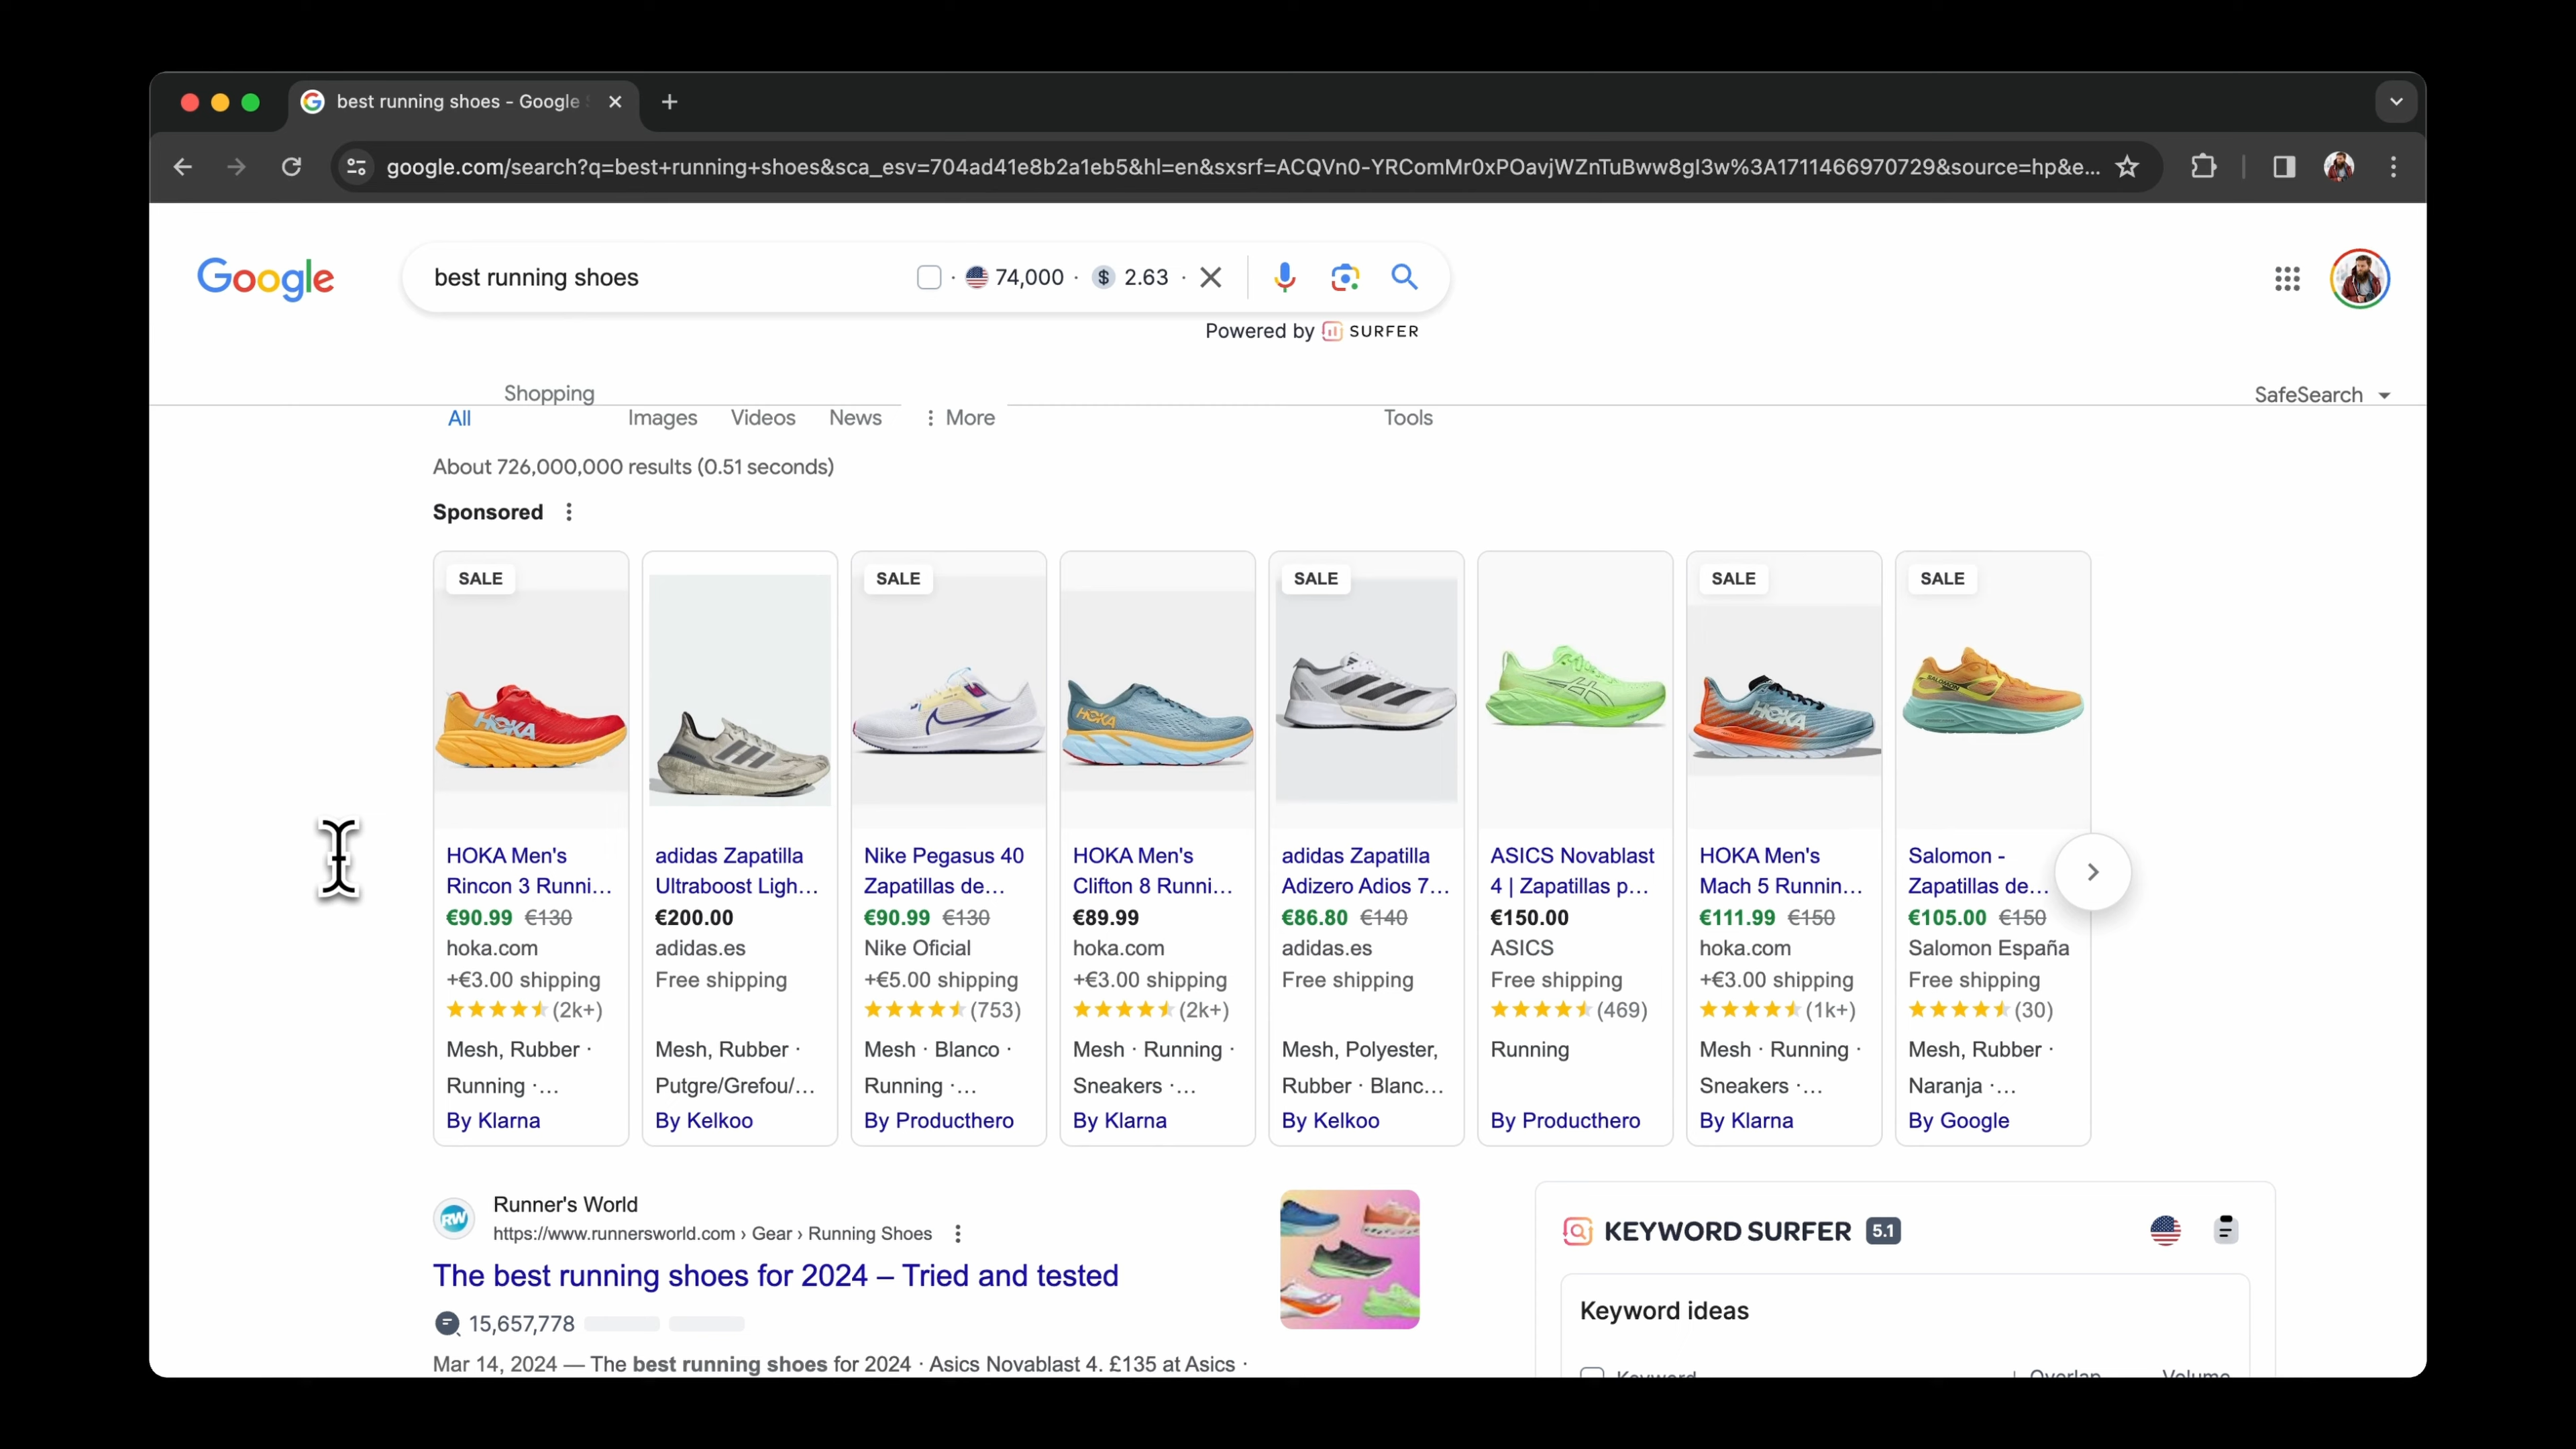 best running shoes - Google
google.com/search?q=best+running+shoes&sca_esv=704ad41e8b2a1eb5&hl=en&sxsrf=ACQVn0-YRComMr0xPOavjWZnTuBww8gI3w%3A1711466970729&source=hp&e...
Google
best running shoes
· 74,000 · $ 2.63 ·
Powered by SURFER
All Shopping Images Videos News More Tools SafeSearch
About 726,000,000 results (0.51 seconds)
Sponsored
SALE
HOKA
HOKA Men's
Rincon 3 Runni...
€90.99 €130
hoka.com
+€3.00 shipping
(2k+)
Mesh, Rubber ·
Running ·...
By Klarna
adidas Zapatilla
Ultraboost Ligh...
€200.00
adidas.es
Free shipping
Mesh, Rubber ·
Putgre/Grefou/...
By Kelkoo
SALE
Nike Pegasus 40
Zapatillas de...
€90.99 €130
Nike Oficial
+€5.00 shipping
(753)
Mesh · Blanco ·
Running ·...
By Producthero
HOKA
HOKA Men's
Clifton 8 Runni...
€89.99
hoka.com
+€3.00 shipping
(2k+)
Mesh · Running ·
Sneakers ·...
By Klarna
SALE
adidas Zapatilla
Adizero Adios 7...
€86.80 €140
adidas.es
Free shipping
Mesh, Polyester,
Rubber · Blanc...
By Kelkoo
ASICS Novablast
4 | Zapatillas p...
€150.00
ASICS
Free shipping
(469)
Running
By Producthero
SALE
HOKA
HOKA Men's
Mach 5 Runnin...
€111.99 €150
hoka.com
+€3.00 shipping
(1k+)
Mesh · Running ·
Sneakers ·...
By Klarna
SALE
SALOMON
Salomon -
Zapatillas de...
€105.00 €150
Salomon España
Free shipping
(30)
Mesh, Rubber ·
Naranja ·...
By Google
RW
Runner's World
https://www.runnersworld.com › Gear › Running Shoes
The best running shoes for 2024 – Tried and tested
15,657,778
Mar 14, 2024 — The best running shoes for 2024 · Asics Novablast 4. £135 at Asics ·
KEYWORD SURFER 5.1
Keyword ideas
Keyword Overlap Volume